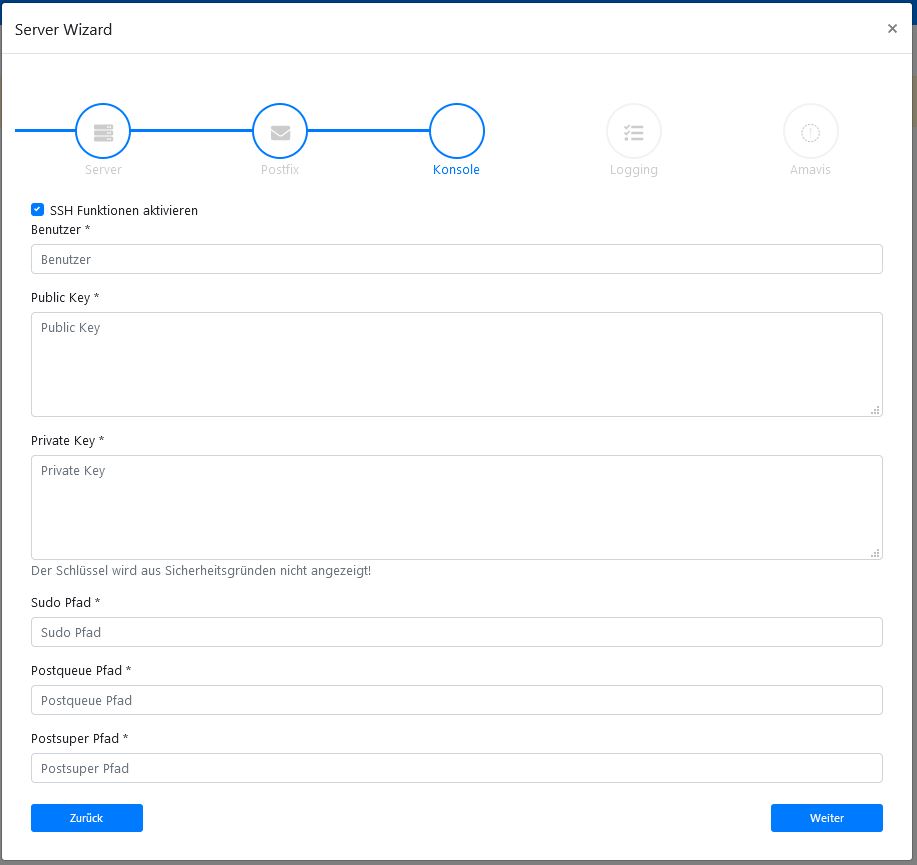 Server Wizard
×
Server
Postfix
Konsole
Logging
Amavis
SSH Funktionen aktivieren
Benutzer *
Benutzer
Public Key *
Public Key
Private Key *
Private Key
Der Schlüssel wird aus Sicherheitsgründen nicht angezeigt!
Sudo Pfad *
Sudo Pfad
Postqueue Pfad *
Postqueue Pfad
Postsuper Pfad *
Postsuper Pfad
Zurück
Weiter